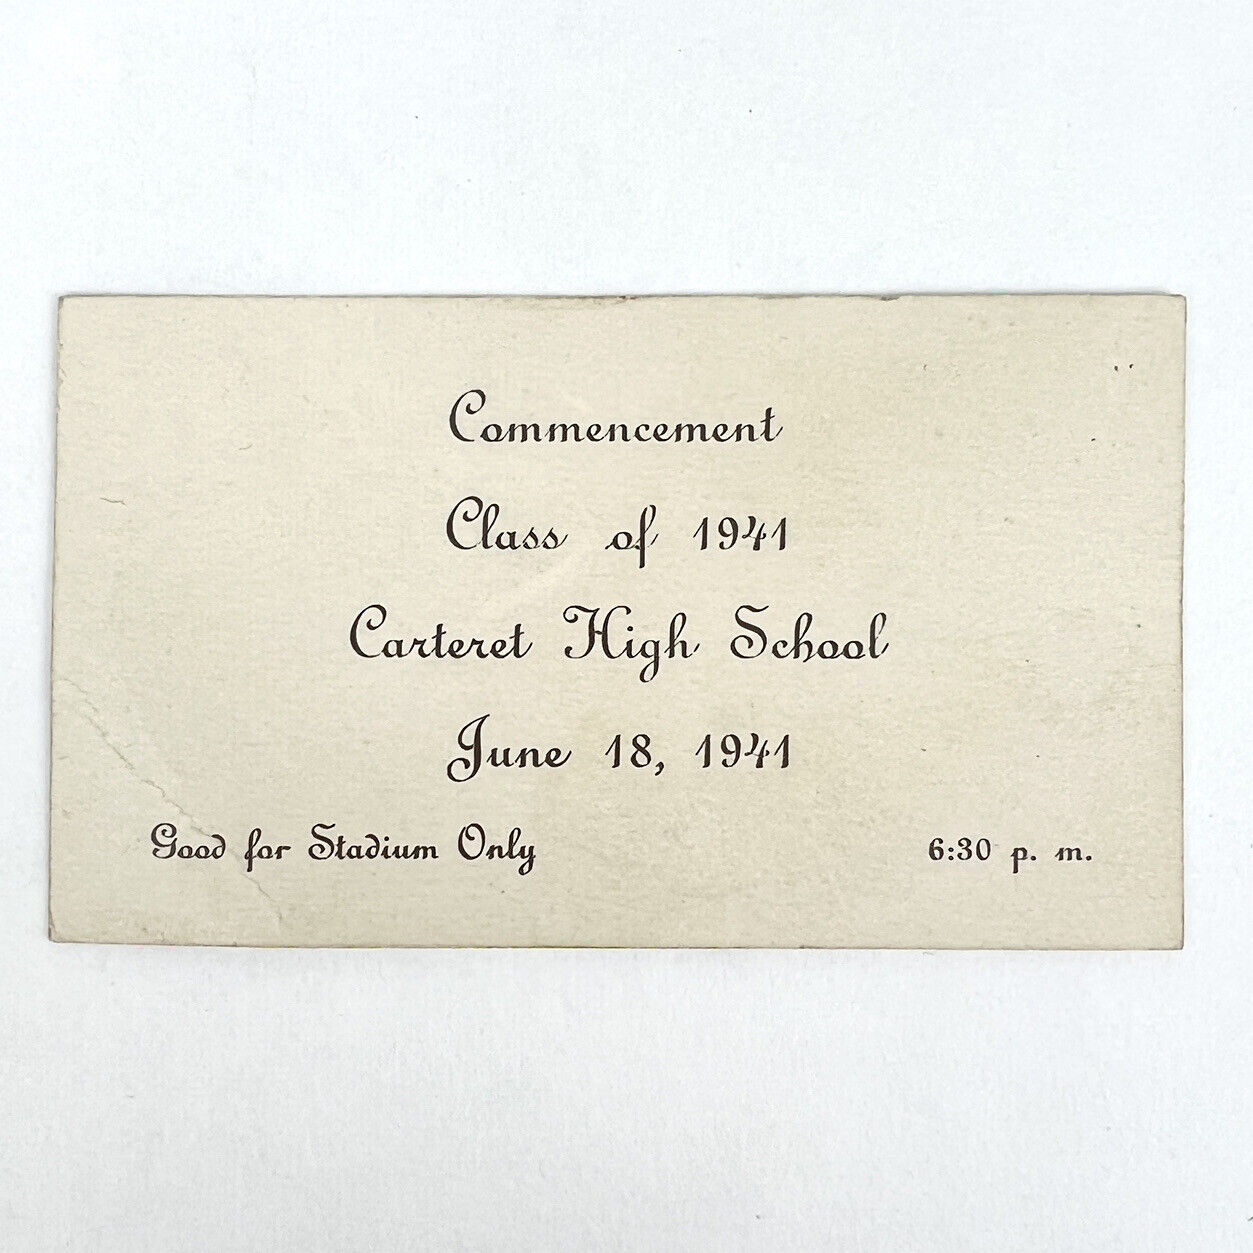 Commencement
Class of 1941
Carteret High School
June 18, 1941
Good for Stadium Only 6:30 p. m.